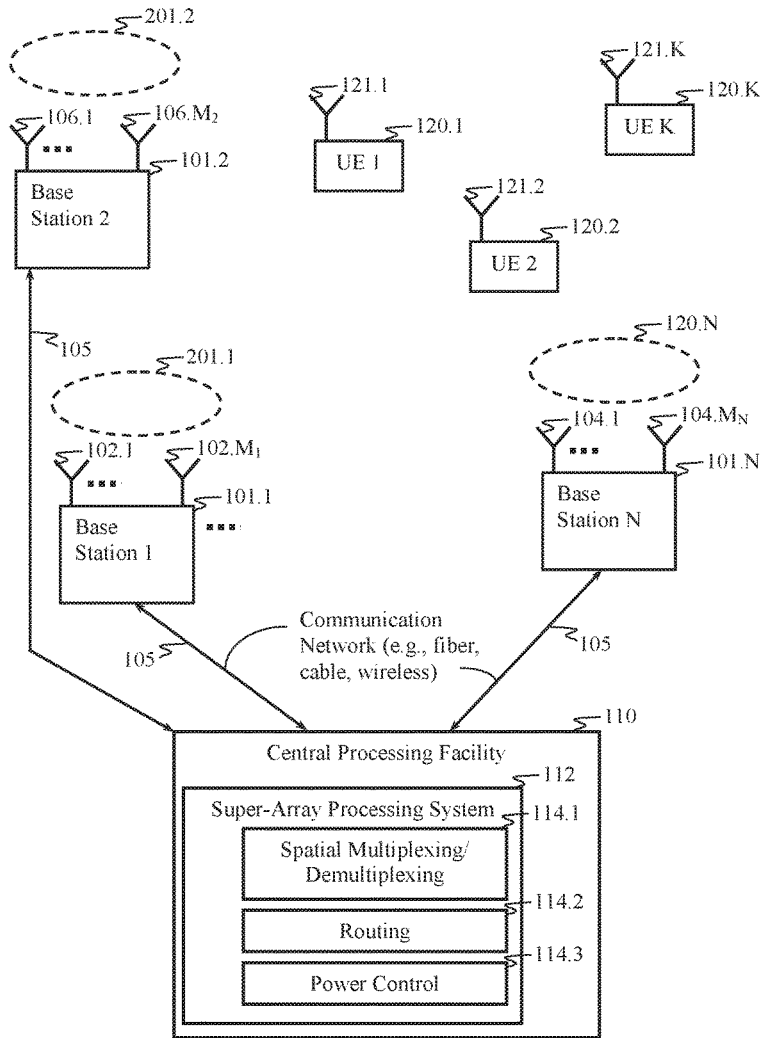 201.2
121.1
121.K
106.1
106.M2
120.1
120.K
101.2
UE 1
UE K
Base
Station 2
121.2
120.2
UE 2
105
201.1
120.N
102.1
102.M1
104.1
104.MN
101.1
101.N
Base
Station 1
Base
Station N
105
Communication
Network (e.g., fiber,
cable, wireless)
105
110
Central Processing Facility
112
Super-Array Processing System
114.1
Spatial Multiplexing/
Demultiplexing
114.2
Routing
114.3
Power Control